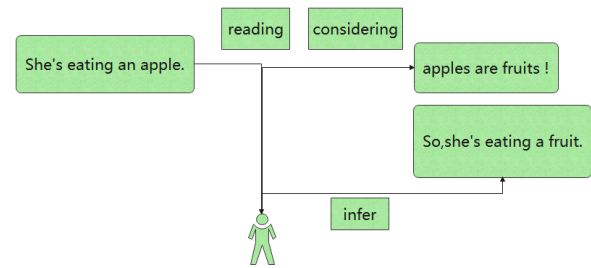 reading
considering
She's eating an apple.
apples are fruits !
So,she's eating a fruit.
infer